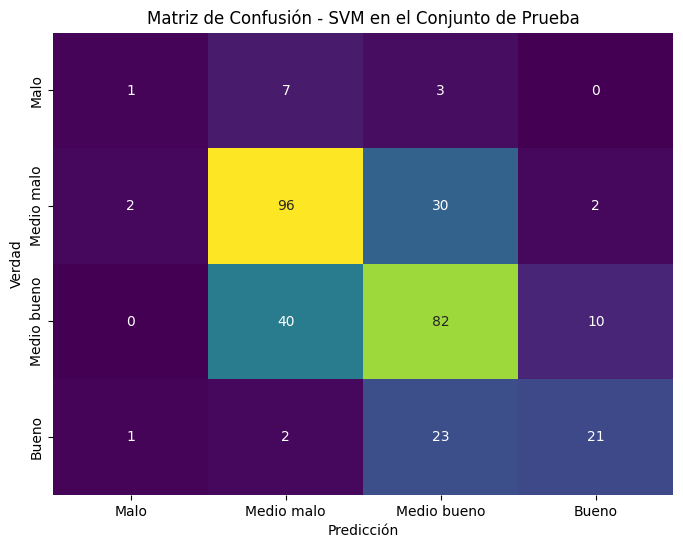 Matriz de Confusión - SVM en el Conjunto de Prueba
Verdad
Malo
1 7 3 0
Medio malo
2 96 30 2
Medio bueno
0 40 82 10
Bueno
1 2 23 21
Malo Medio malo Medio bueno Bueno
Predicción